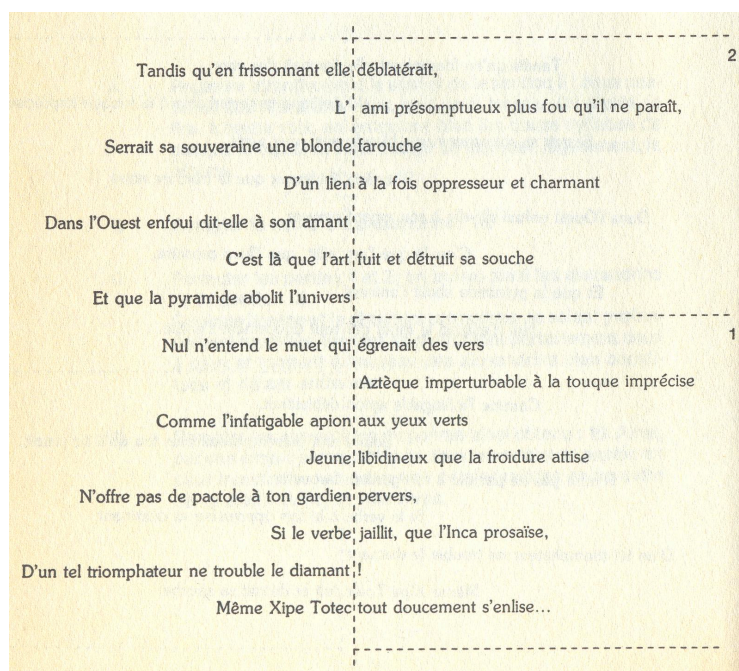 2
Tandis qu'en frissonnant elle déblatérait,
L' ami présomptueux plus fou qu'il ne paraît,
Serrait sa souveraine une blonde farouche
D'un lien à la fois oppresseur et charmant
Dans l'Ouest enfoui dit-elle à son amant
C'est là que l'art fuit et détruit sa souche
Et que la pyramide abolit l'univers
1
Nul n'entend le muet qui égrenait des vers
Aztèque imperturbable à la touque imprécise
Comme l'infatigable apion aux yeux verts
Jeune libidineux que la froidure attise
N'offre pas de pactole à ton gardien pervers,
Si le verbe jaillit, que l'Inca prosaïse,
D'un tel triomphateur ne trouble le diamant !
Même Xipe Totec tout doucement s'enlise...